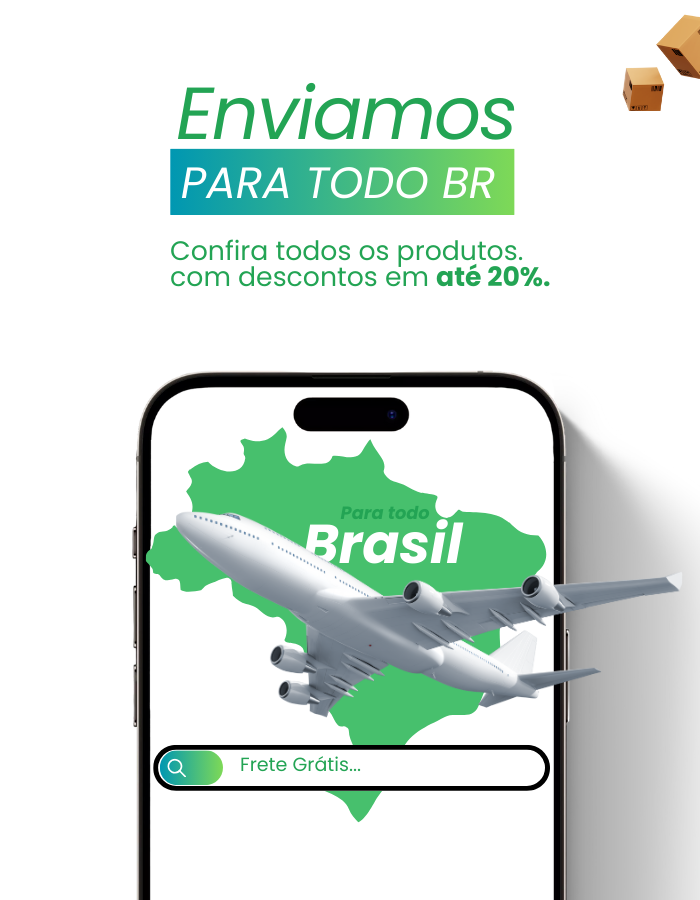 Enviamos
PARA TODO BR
Confira todos os produtos.
com descontos em até 20%.
Para todo
Brasil
Frete Grátis...